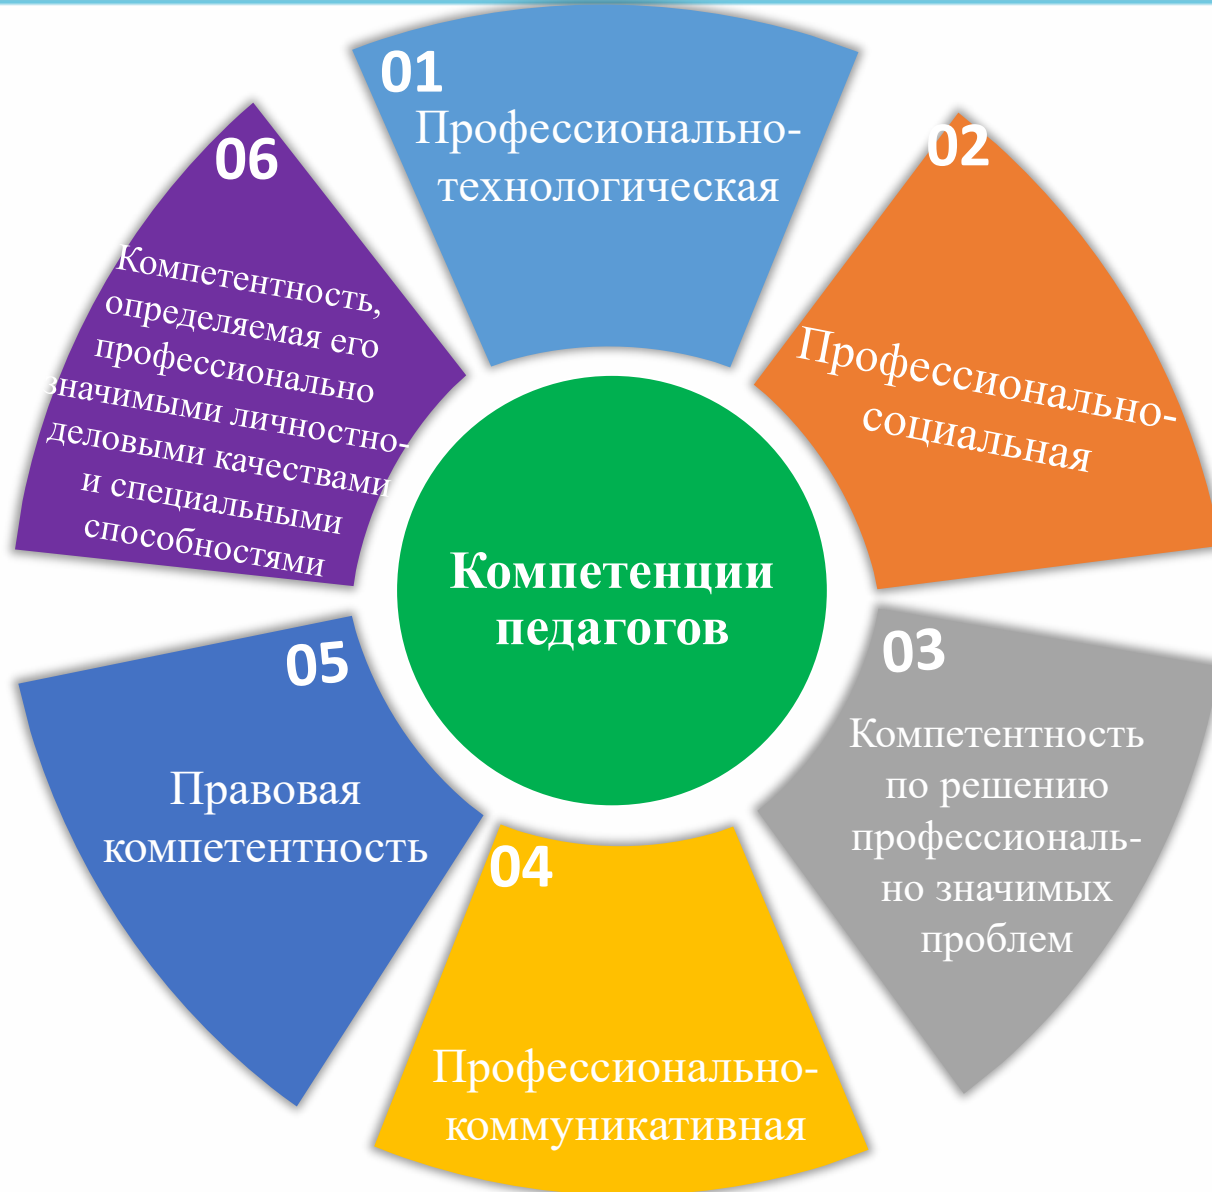 01
Профессионально-
технологическая
02
Профессионально-
социальная
03
Компетентность
по решению
профессиональ-
но значимых
проблем
04
Профессионально-
коммуникативная
05
Правовая
компетентность
06
Компетентность,
определяемая его
профессионально
значимыми личностно-
деловыми качествами
и специальными
способностями
Компетенции
педагогов